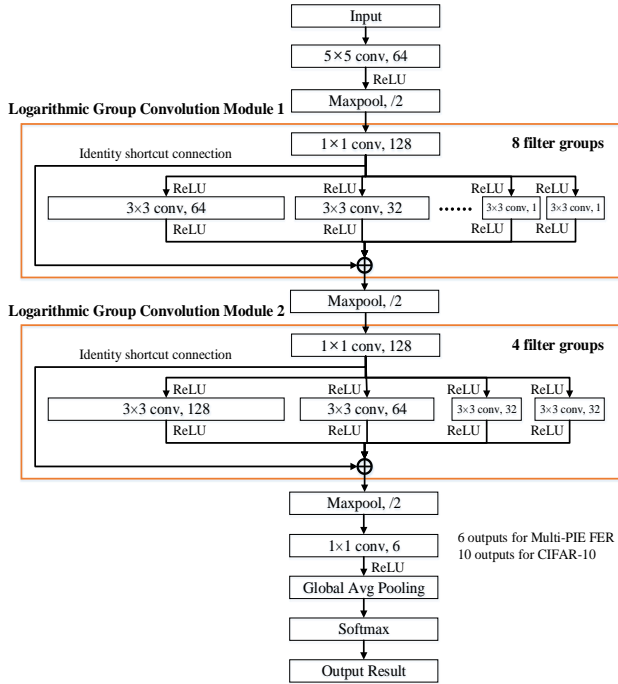 Input
5×5 conv, 64
ReLU
Maxpool, /2
Logarithmic Group Convolution Module 1
1×1 conv, 128
8 filter groups
Identity shortcut connection
ReLU ReLU ReLU ReLU
3×3 conv, 64 3×3 conv, 32 ...... 3×3 conv, 1 3×3 conv, 1
ReLU ReLU ReLU ReLU
Maxpool, /2
Logarithmic Group Convolution Module 2
1×1 conv, 128
4 filter groups
Identity shortcut connection
ReLU ReLU ReLU ReLU
3×3 conv, 128 3×3 conv, 64 3×3 conv, 32 3×3 conv, 32
ReLU ReLU ReLU ReLU
Maxpool, /2
1×1 conv, 6
6 outputs for Multi-PIE FER
10 outputs for CIFAR-10
ReLU
Global Avg Pooling
Softmax
Output Result